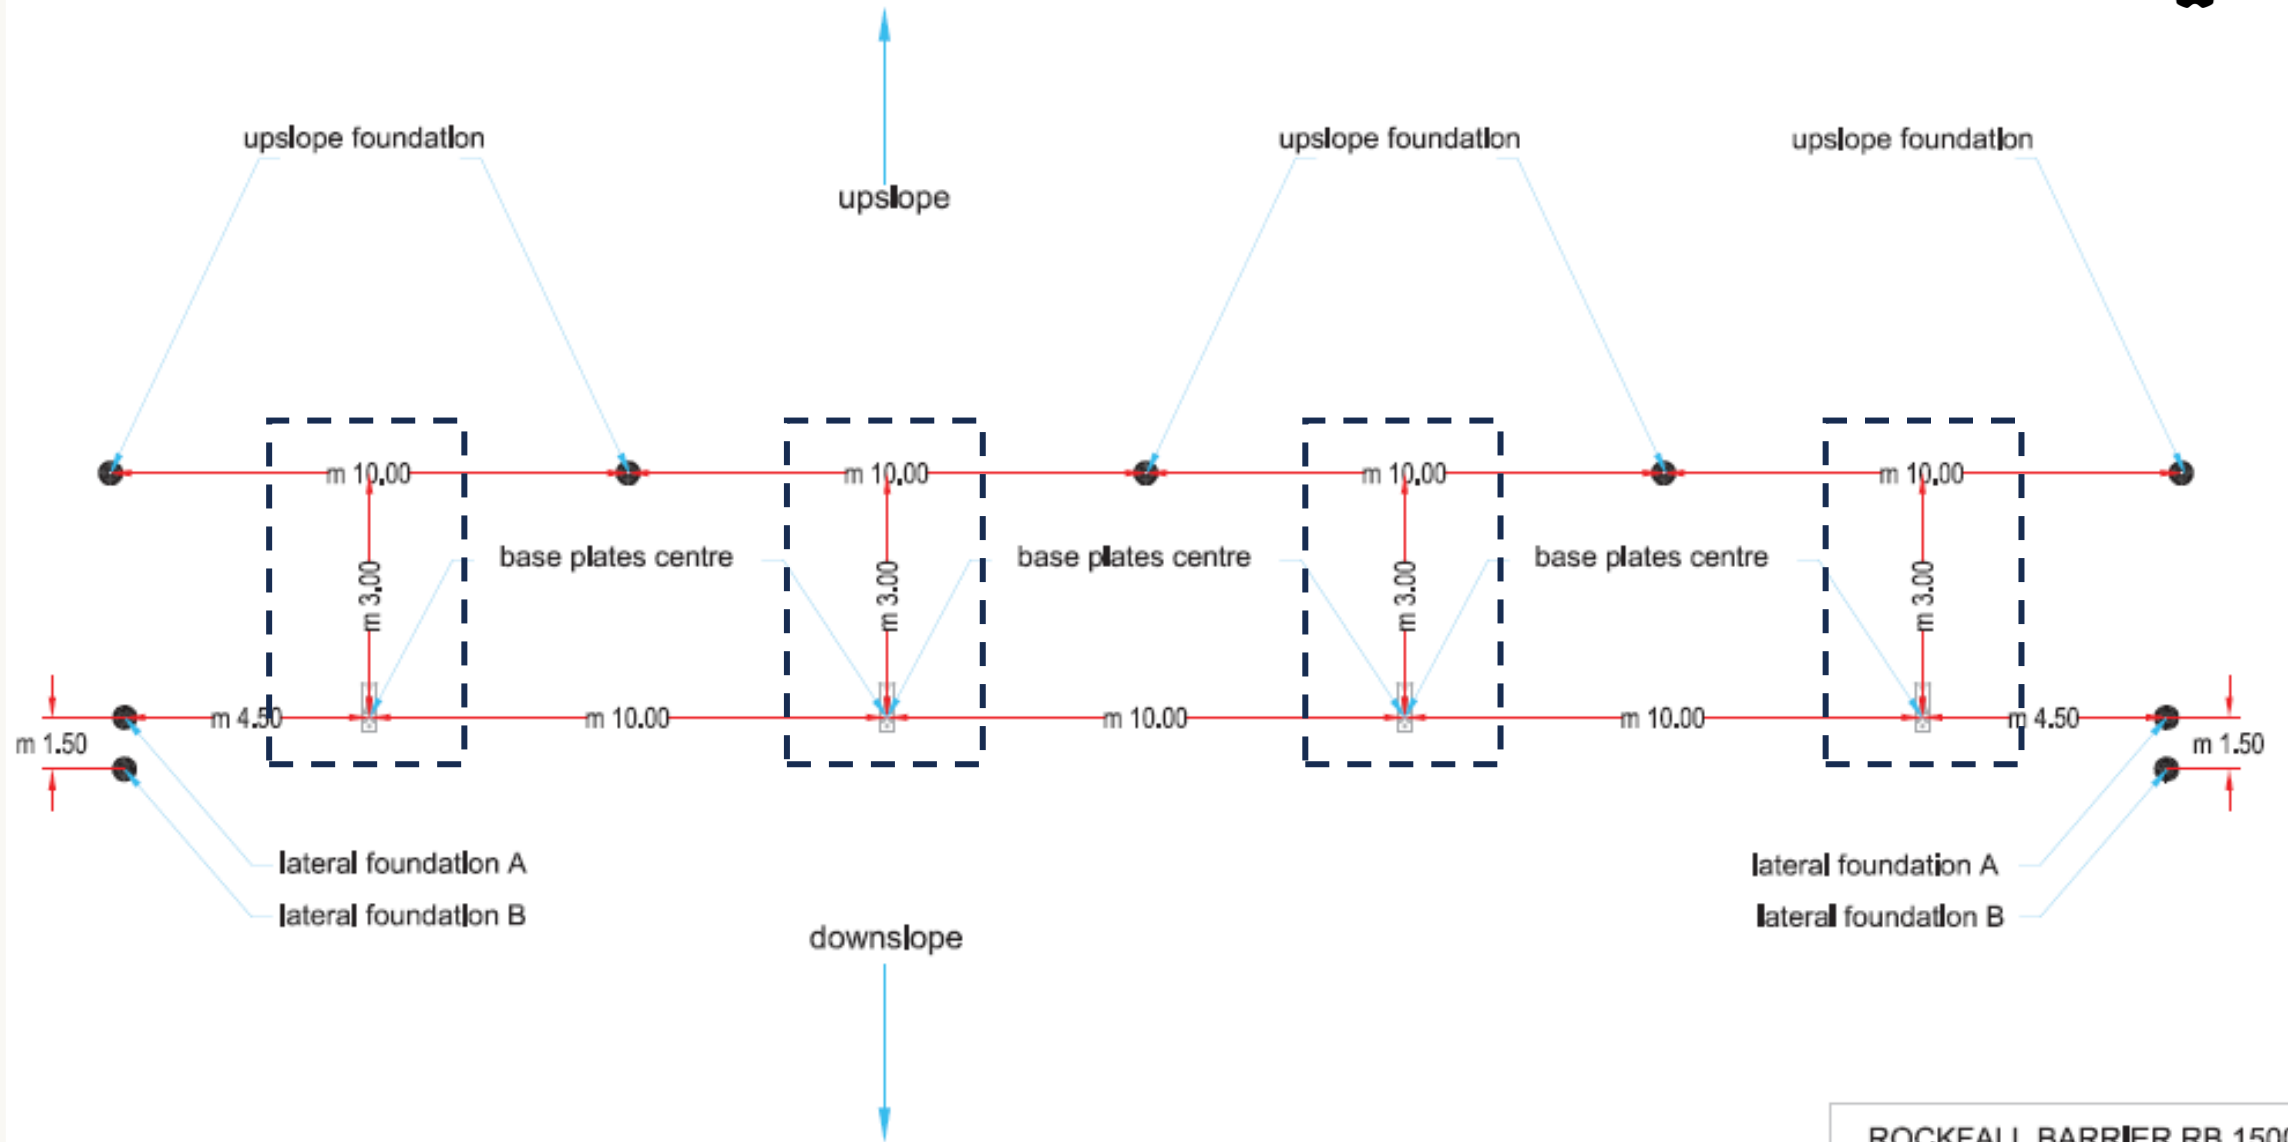 upslope foundation
upslope foundation
upslope foundation
upslope
m 10.00
m 10.00
m 10.00
m 10.00
base plates centre
base plates centre
base plates centre
m 3.00
m 3.00
m 3.00
m 3.00
m 4.50
m 10.00
m 10.00
m 10.00
m 4.50
m 1.50
m 1.50
lateral foundation A
lateral foundation A
lateral foundation B
lateral foundation B
downslope
ROCKFALL BARRIER RB 1500